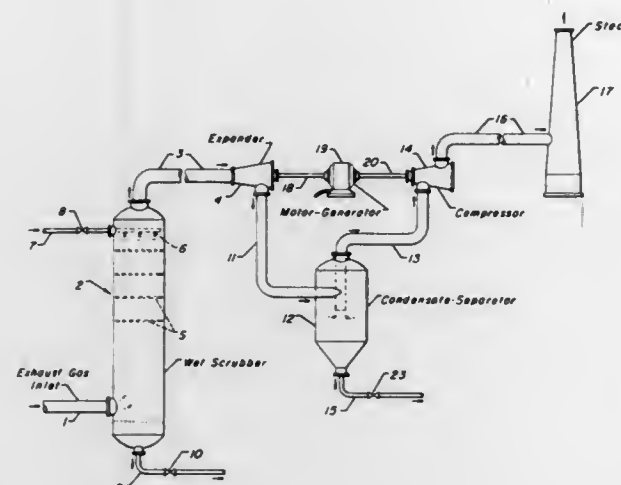 Stac
17
16
14
19
Expander
3
20
18
4
Motor-Generator
Compressor
8
7
6
11
13
2
12
Condensate-Separator
5
23
15
Wet Scrubber
Exhaust Gas
Inlet
1
10